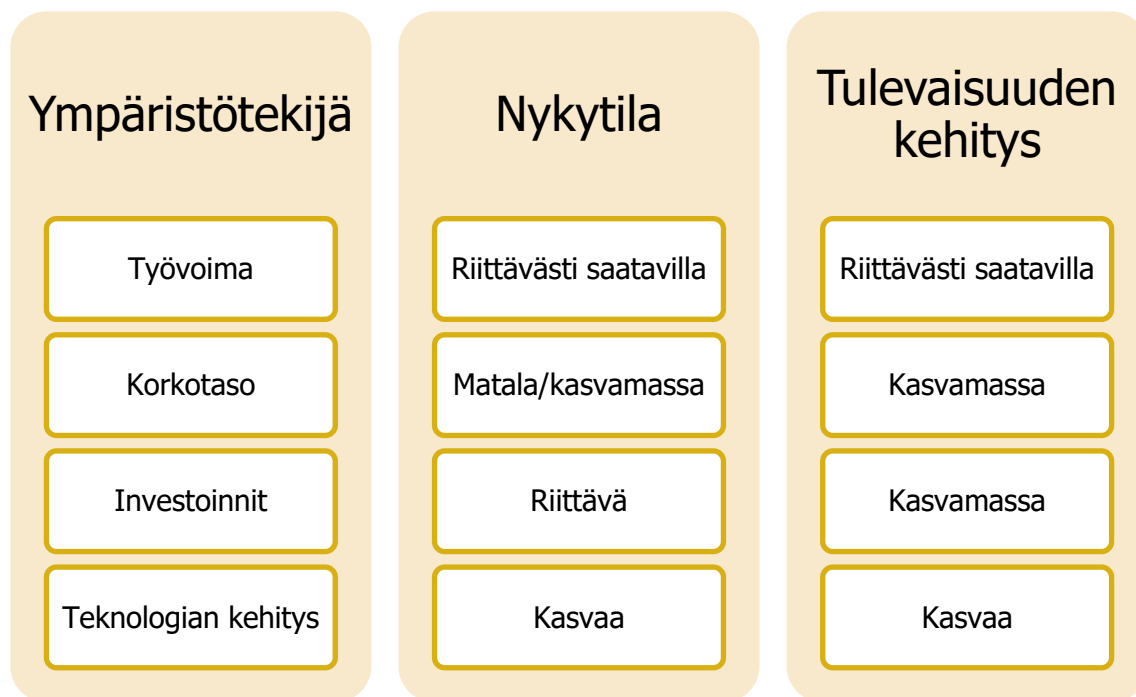 Ympäristötekijä
Nykytila
Tulevaisuuden
kehitys
Työvoima
Riittävästi saatavilla
Riittävästi saatavilla
Korkotaso
Matala/kasvamassa
Kasvamassa
Investoinnit
Riittävä
Kasvamassa
Teknologian kehitys
Kasvaa
Kasvaa